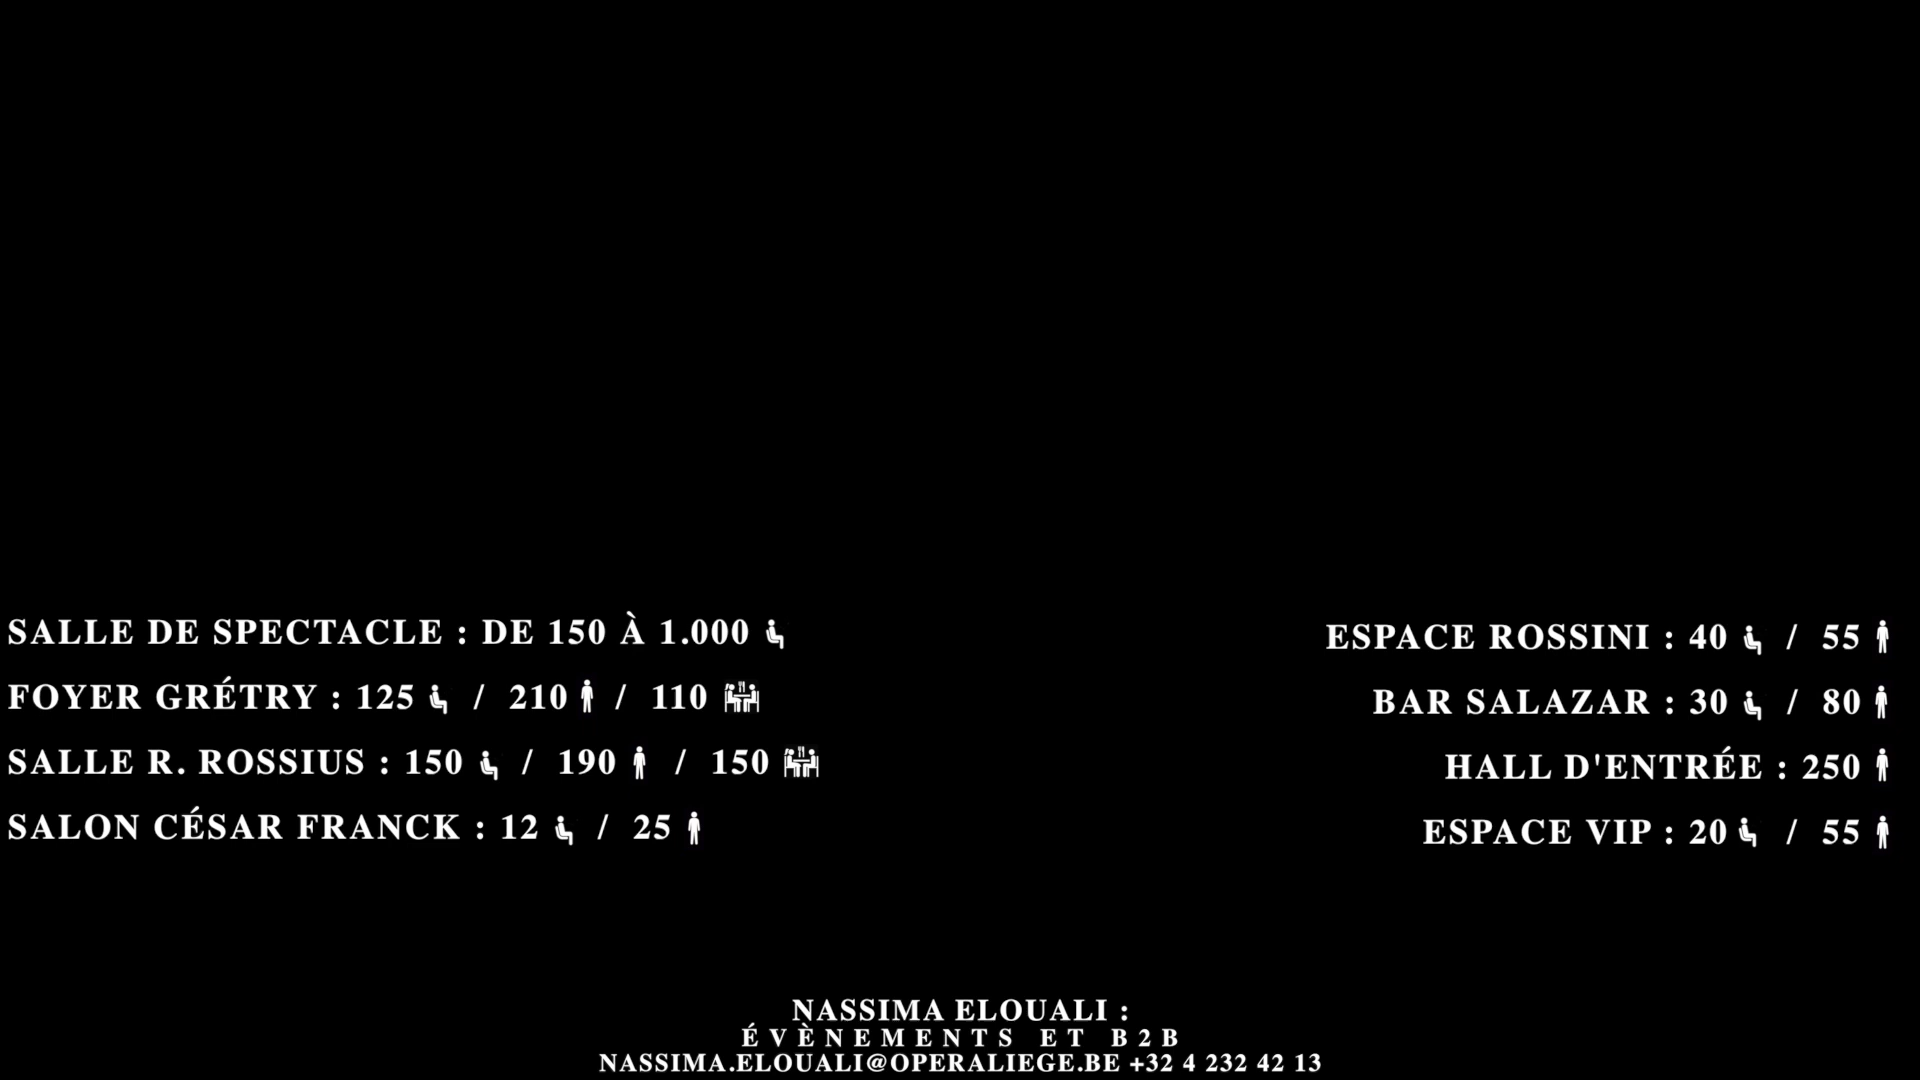 SALLE DE SPECTACLE : DE 150 À 1.000
FOYER GRÉTRY : 125 / 210 / 110
SALLE R. ROSSIUS : 150 / 190 / 150
SALON CÉSAR FRANCK : 12 / 25
ESPACE ROSSINI : 40 / 55
BAR SALAZAR : 30 / 80
HALL D'ENTRÉE : 250
ESPACE VIP : 20 / 55
NASSIMA ELOUALI :
ÉVÈNEMENTS ET B2B
NASSIMA.ELOUALI@OPERALIEGE.BE +32 4 232 42 13